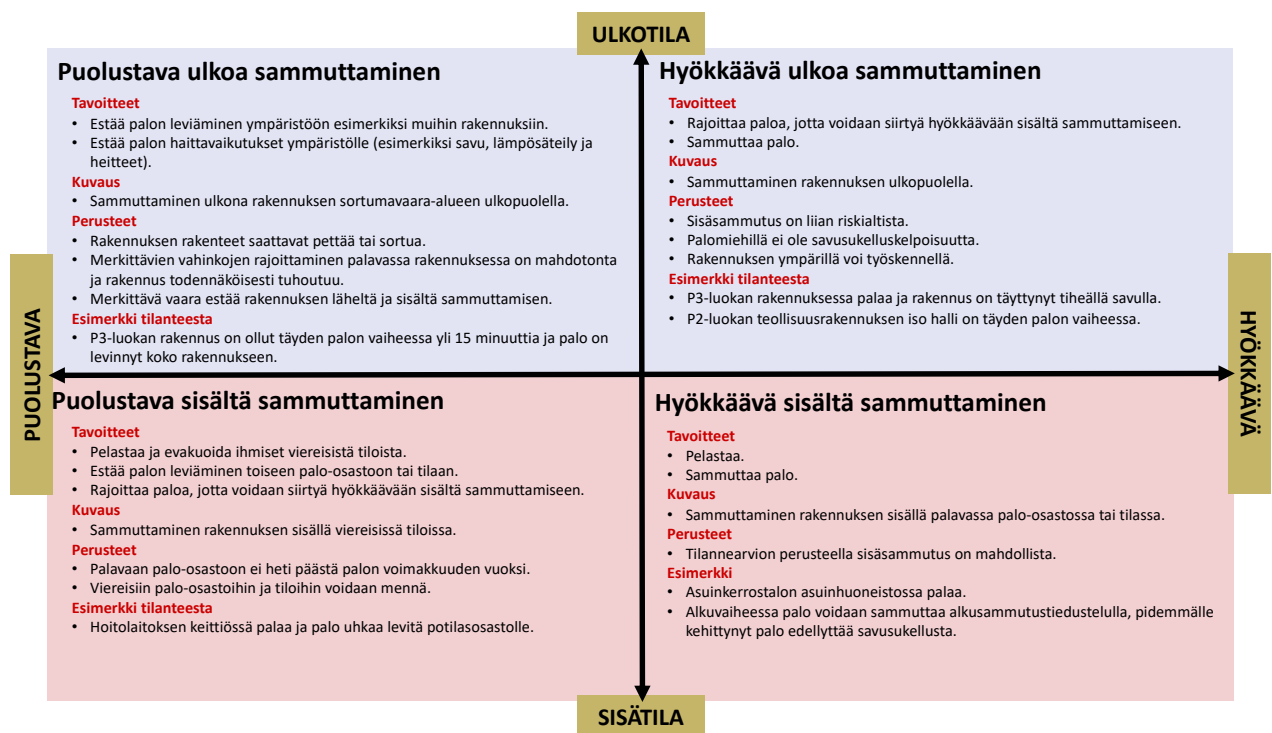 ULKOTILA
Puolustava ulkoa sammuttaminen
Tavoitteet
• Estää palon leviäminen ympäristöön esimerkiksi muihin rakennuksiin.
• Estää palon haittavaikutukset ympäristölle (esimerkiksi savu, lämpösäteily ja
heitteet).
Kuvaus
• Sammuttaminen ulkona rakennuksen sortumavaara-alueen ulkopuolella.
Perusteet
• Rakennuksen rakenteet saattavat pettää tai sortua.
• Merkittävien vahinkojen rajoittaminen palavassa rakennuksessa on mahdotonta
ja rakennus todennäköisesti tuhoutuu.
• Merkittävä vaara estää rakennuksen läheltä ja sisältä sammuttamisen.
Esimerkki tilanteesta
• P3-luokan rakennus on ollut täyden palon vaiheessa yli 15 minuuttia ja palo on
levinnyt koko rakennukseen.
Hyökkäävä ulkoa sammuttaminen
Tavoitteet
• Rajoittaa paloa, jotta voidaan siirtyä hyökkäävään sisältä sammuttamiseen.
• Sammuttaa palo.
Kuvaus
• Sammuttaminen rakennuksen ulkopuolella.
Perusteet
• Sisäsammutus on liian riskialtista.
• Palomiehillä ei ole savusukelluskelpoisuutta.
• Rakennuksen ympärillä voi työskennellä.
Esimerkki tilanteesta
• P3-luokan rakennuksessa palaa ja rakennus on täyttynyt tiheällä savulla.
• P2-luokan teollisuusrakennuksen iso halli on täyden palon vaiheessa.
PUOLUSTAVA
HYÖKKÄÄVÄ
Puolustava sisältä sammuttaminen
Tavoitteet
• Pelastaa ja evakuoida ihmiset viereisistä tiloista.
• Estää palon leviäminen toiseen palo-osastoon tai tilaan.
• Rajoittaa paloa, jotta voidaan siirtyä hyökkäävään sisältä sammuttamiseen.
Kuvaus
• Sammuttaminen rakennuksen sisällä viereisissä tiloissa.
Perusteet
• Palavaan palo-osastoon ei heti päästä palon voimakkuuden vuoksi.
• Viereisiin palo-osastoihin ja tiloihin voidaan mennä.
Esimerkki tilanteesta
• Hoitolaitoksen keittiössä palaa ja palo uhkaa levitä potilasosastolle.
Hyökkäävä sisältä sammuttaminen
Tavoitteet
• Pelastaa.
• Sammuttaa palo.
Kuvaus
• Sammuttaminen rakennuksen sisällä palavassa palo-osastossa tai tilassa.
Perusteet
• Tilannearvion perusteella sisäsammutus on mahdollista.
Esimerkki
• Asuinkerrostalon asuinhuoneistossa palaa.
• Alkuvaiheessa palo voidaan sammuttaa alkusammutustiedustelulla, pidemmälle
kehittynyt palo edellyttää savusukellusta.
SISÄTILA